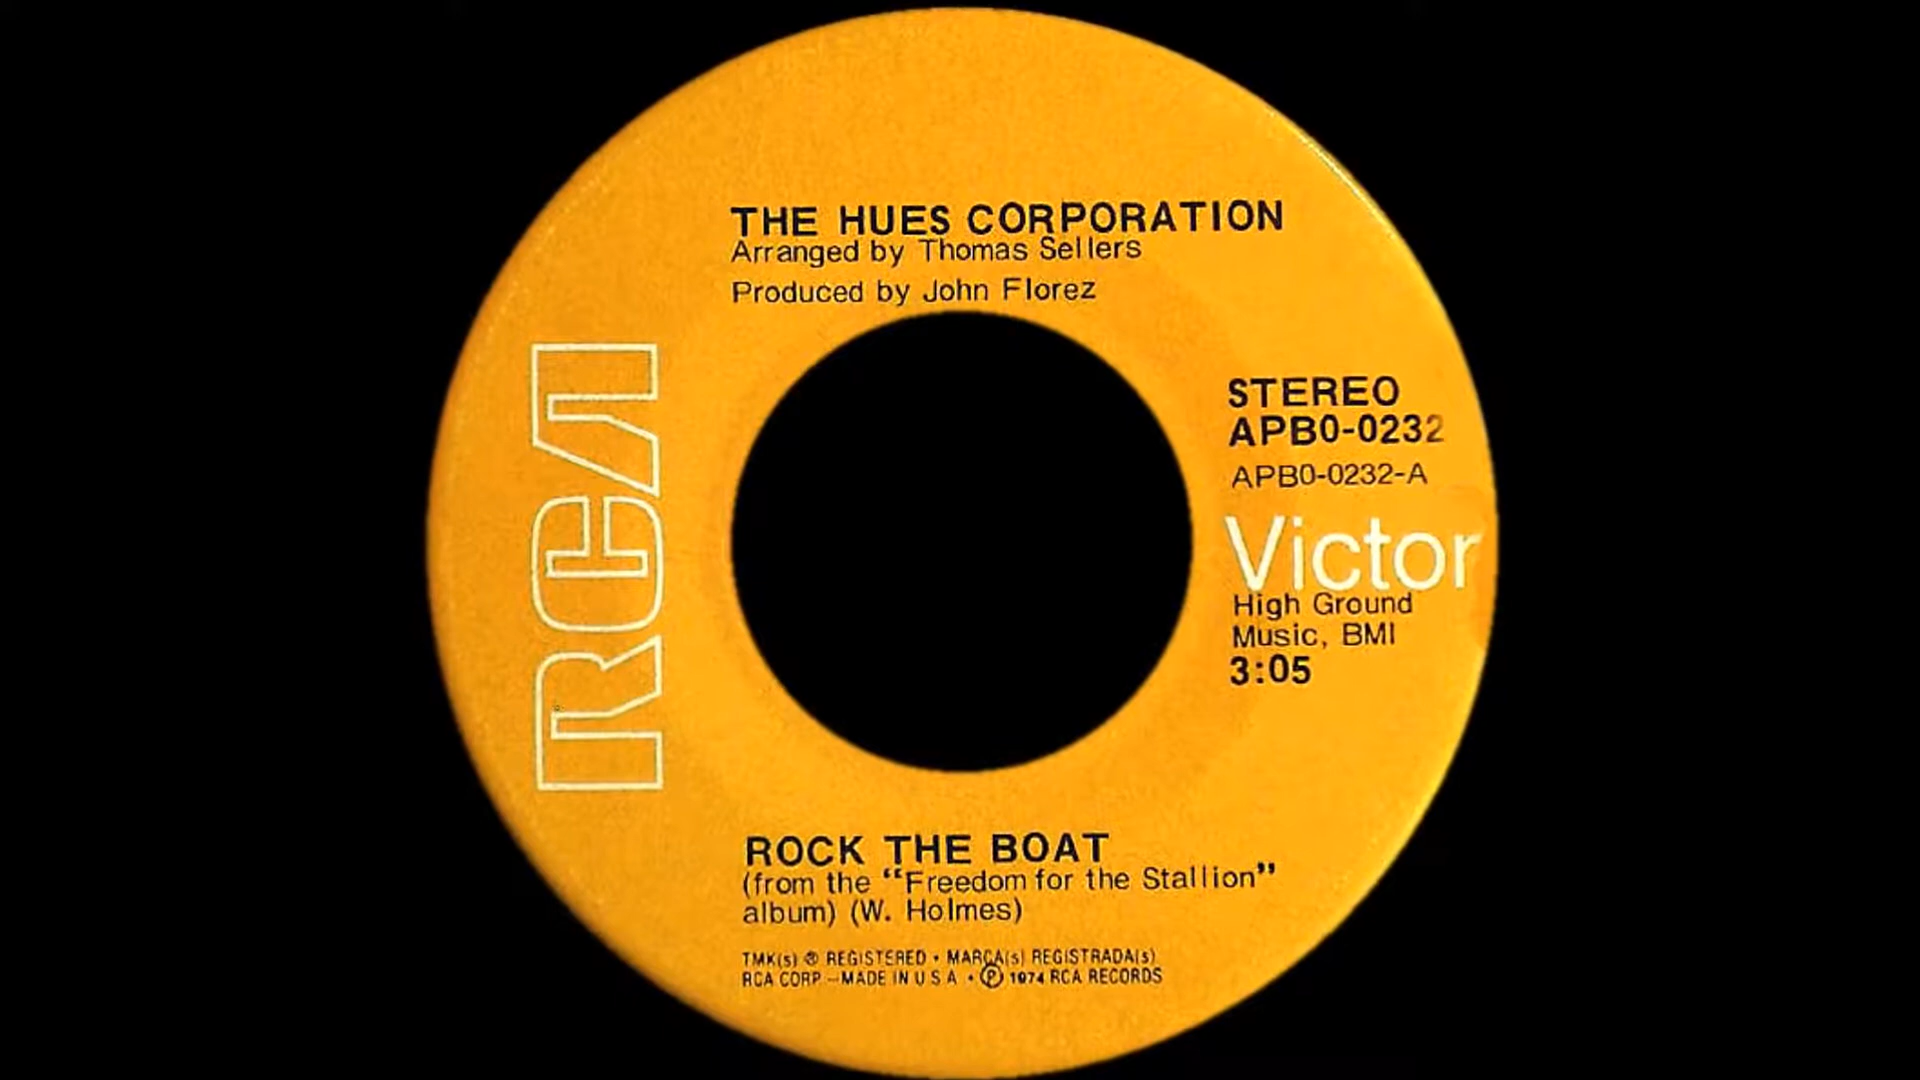 THE HUES CORPORATION
Arranged by Thomas Sellers
Produced by John Florez
RCA
STEREO
APB0-0232
APB0-0232-A
Victor
High Ground
Music, BMI
3:05
ROCK THE BOAT
(from the “Freedom for the Stallion”
album) (W. Holmes)
TMK(s) ® REGISTERED • MARCA(s) REGISTRADA(s)
RCA CORP —MADE IN U S A • ℗ 1974 RCA RECORDS